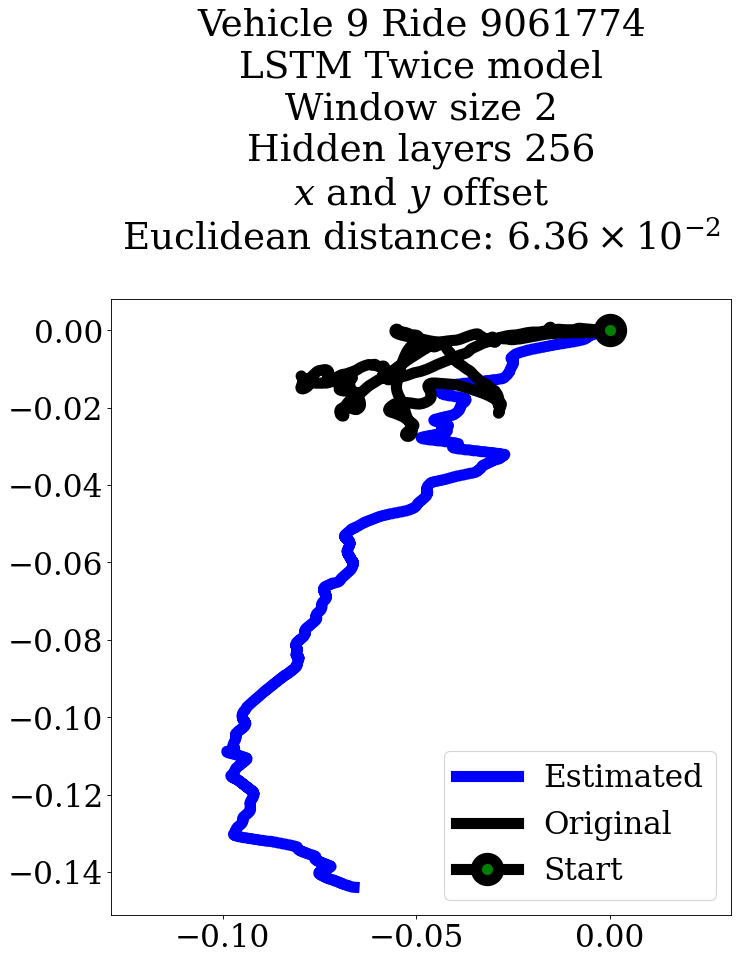 Vehicle 9 Ride 9061774
LSTM Twice model
Window size 2
Hidden layers 256
x and y offset
Euclidean distance: 6.36 × 10⁻²
0.00
−0.02
−0.04
−0.06
−0.08
−0.10
−0.12
−0.14
Estimated
Original
Start
−0.10 −0.05 0.00